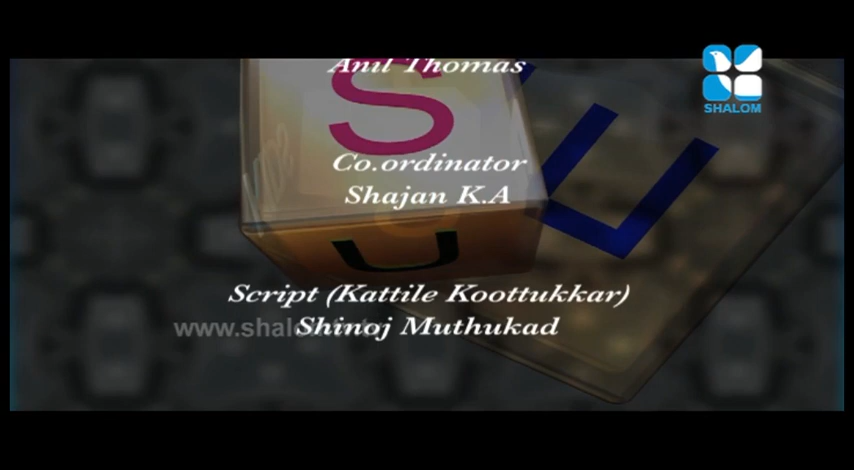 Anil Thomas
SHALOM
S
U
Co.ordinator
Shajan K.A
U
Script (Kattile Koottukkar)
Shinoj Muthukad